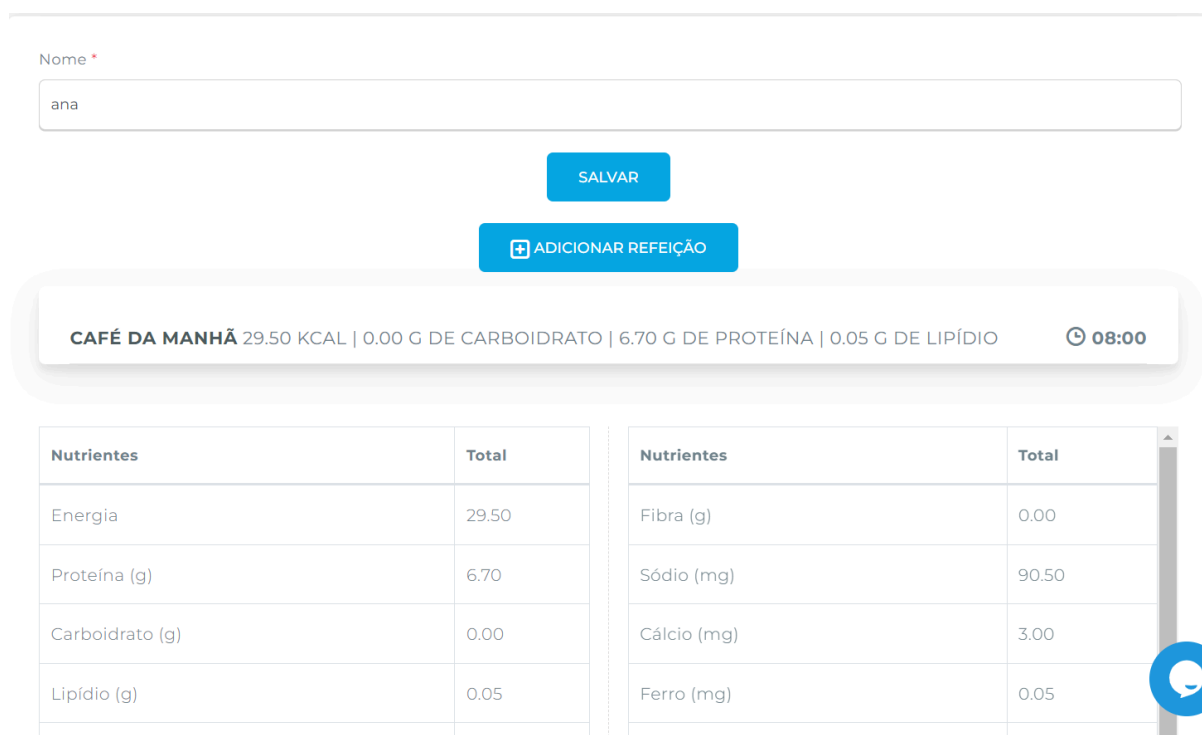 Nome *
ana
SALVAR
ADICIONAR REFEIÇÃO
CAFÉ DA MANHÃ 29.50 KCAL | 0.00 G DE CARBOIDRATO | 6.70 G DE PROTEÍNA | 0.05 G DE LIPÍDIO 08:00
Nutrientes Total Nutrientes Total
Energia 29.50 Fibra (g) 0.00
Proteína (g) 6.70 Sódio (mg) 90.50
Carboidrato (g) 0.00 Cálcio (mg) 3.00
Lipídio (g) 0.05 Ferro (mg) 0.05